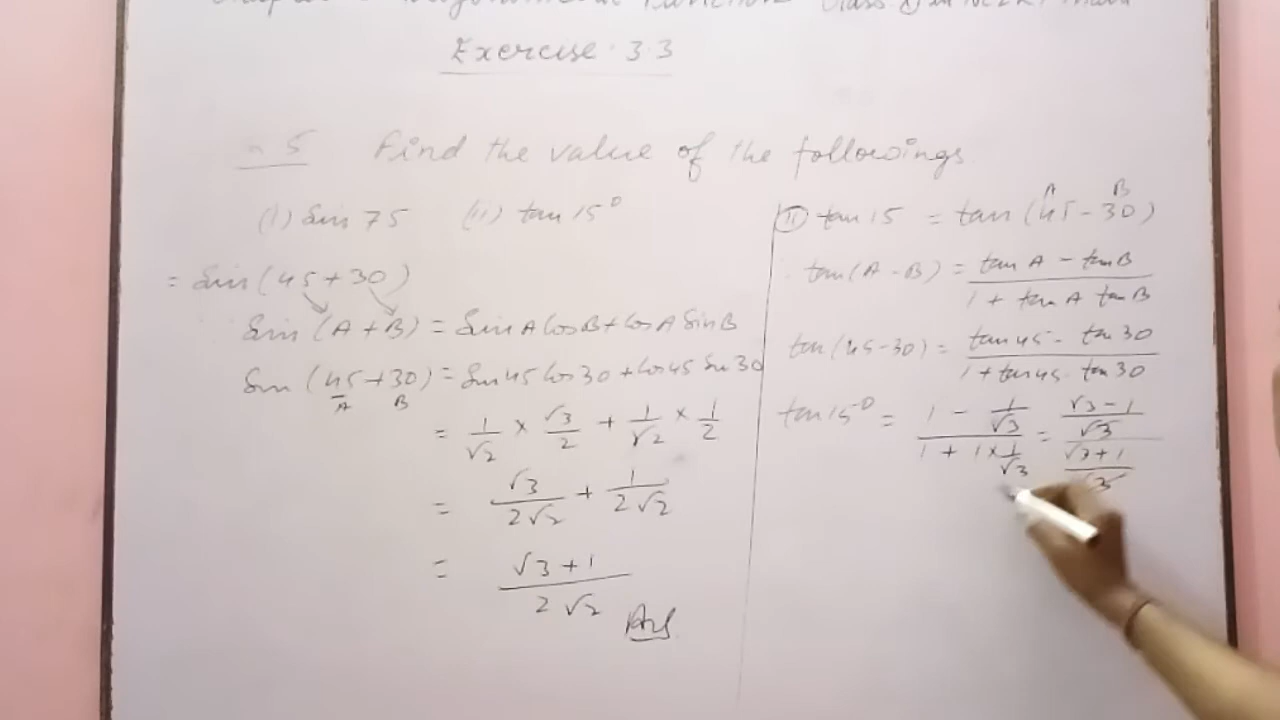 Exercise 3.3
5 Find the value of the followings
(i) Sin 75 (ii) tan 15°
= Sin (45 + 30)
Sin (A + B) = Sin A Cos B + Cos A Sin B
Sin (45 + 30) = Sin 45 Cos 30 + Cos 45 Sin 30
A B
= 1/√2 × √3/2 + 1/√2 × 1/2
= √3/2√2 + 1/2√2
= √3 + 1 / 2√2 Ans
A B
(ii) tan 15 = tan (45 - 30)
tan (A - B) = tan A - tan B / 1 + tan A tan B
tan (45 - 30) = tan 45 - tan 30 / 1 + tan 45 . tan 30
tan 15° = 1 - 1/√3 / 1 + 1 × 1/√3 = √3 - 1/√3 / √3 + 1/√3